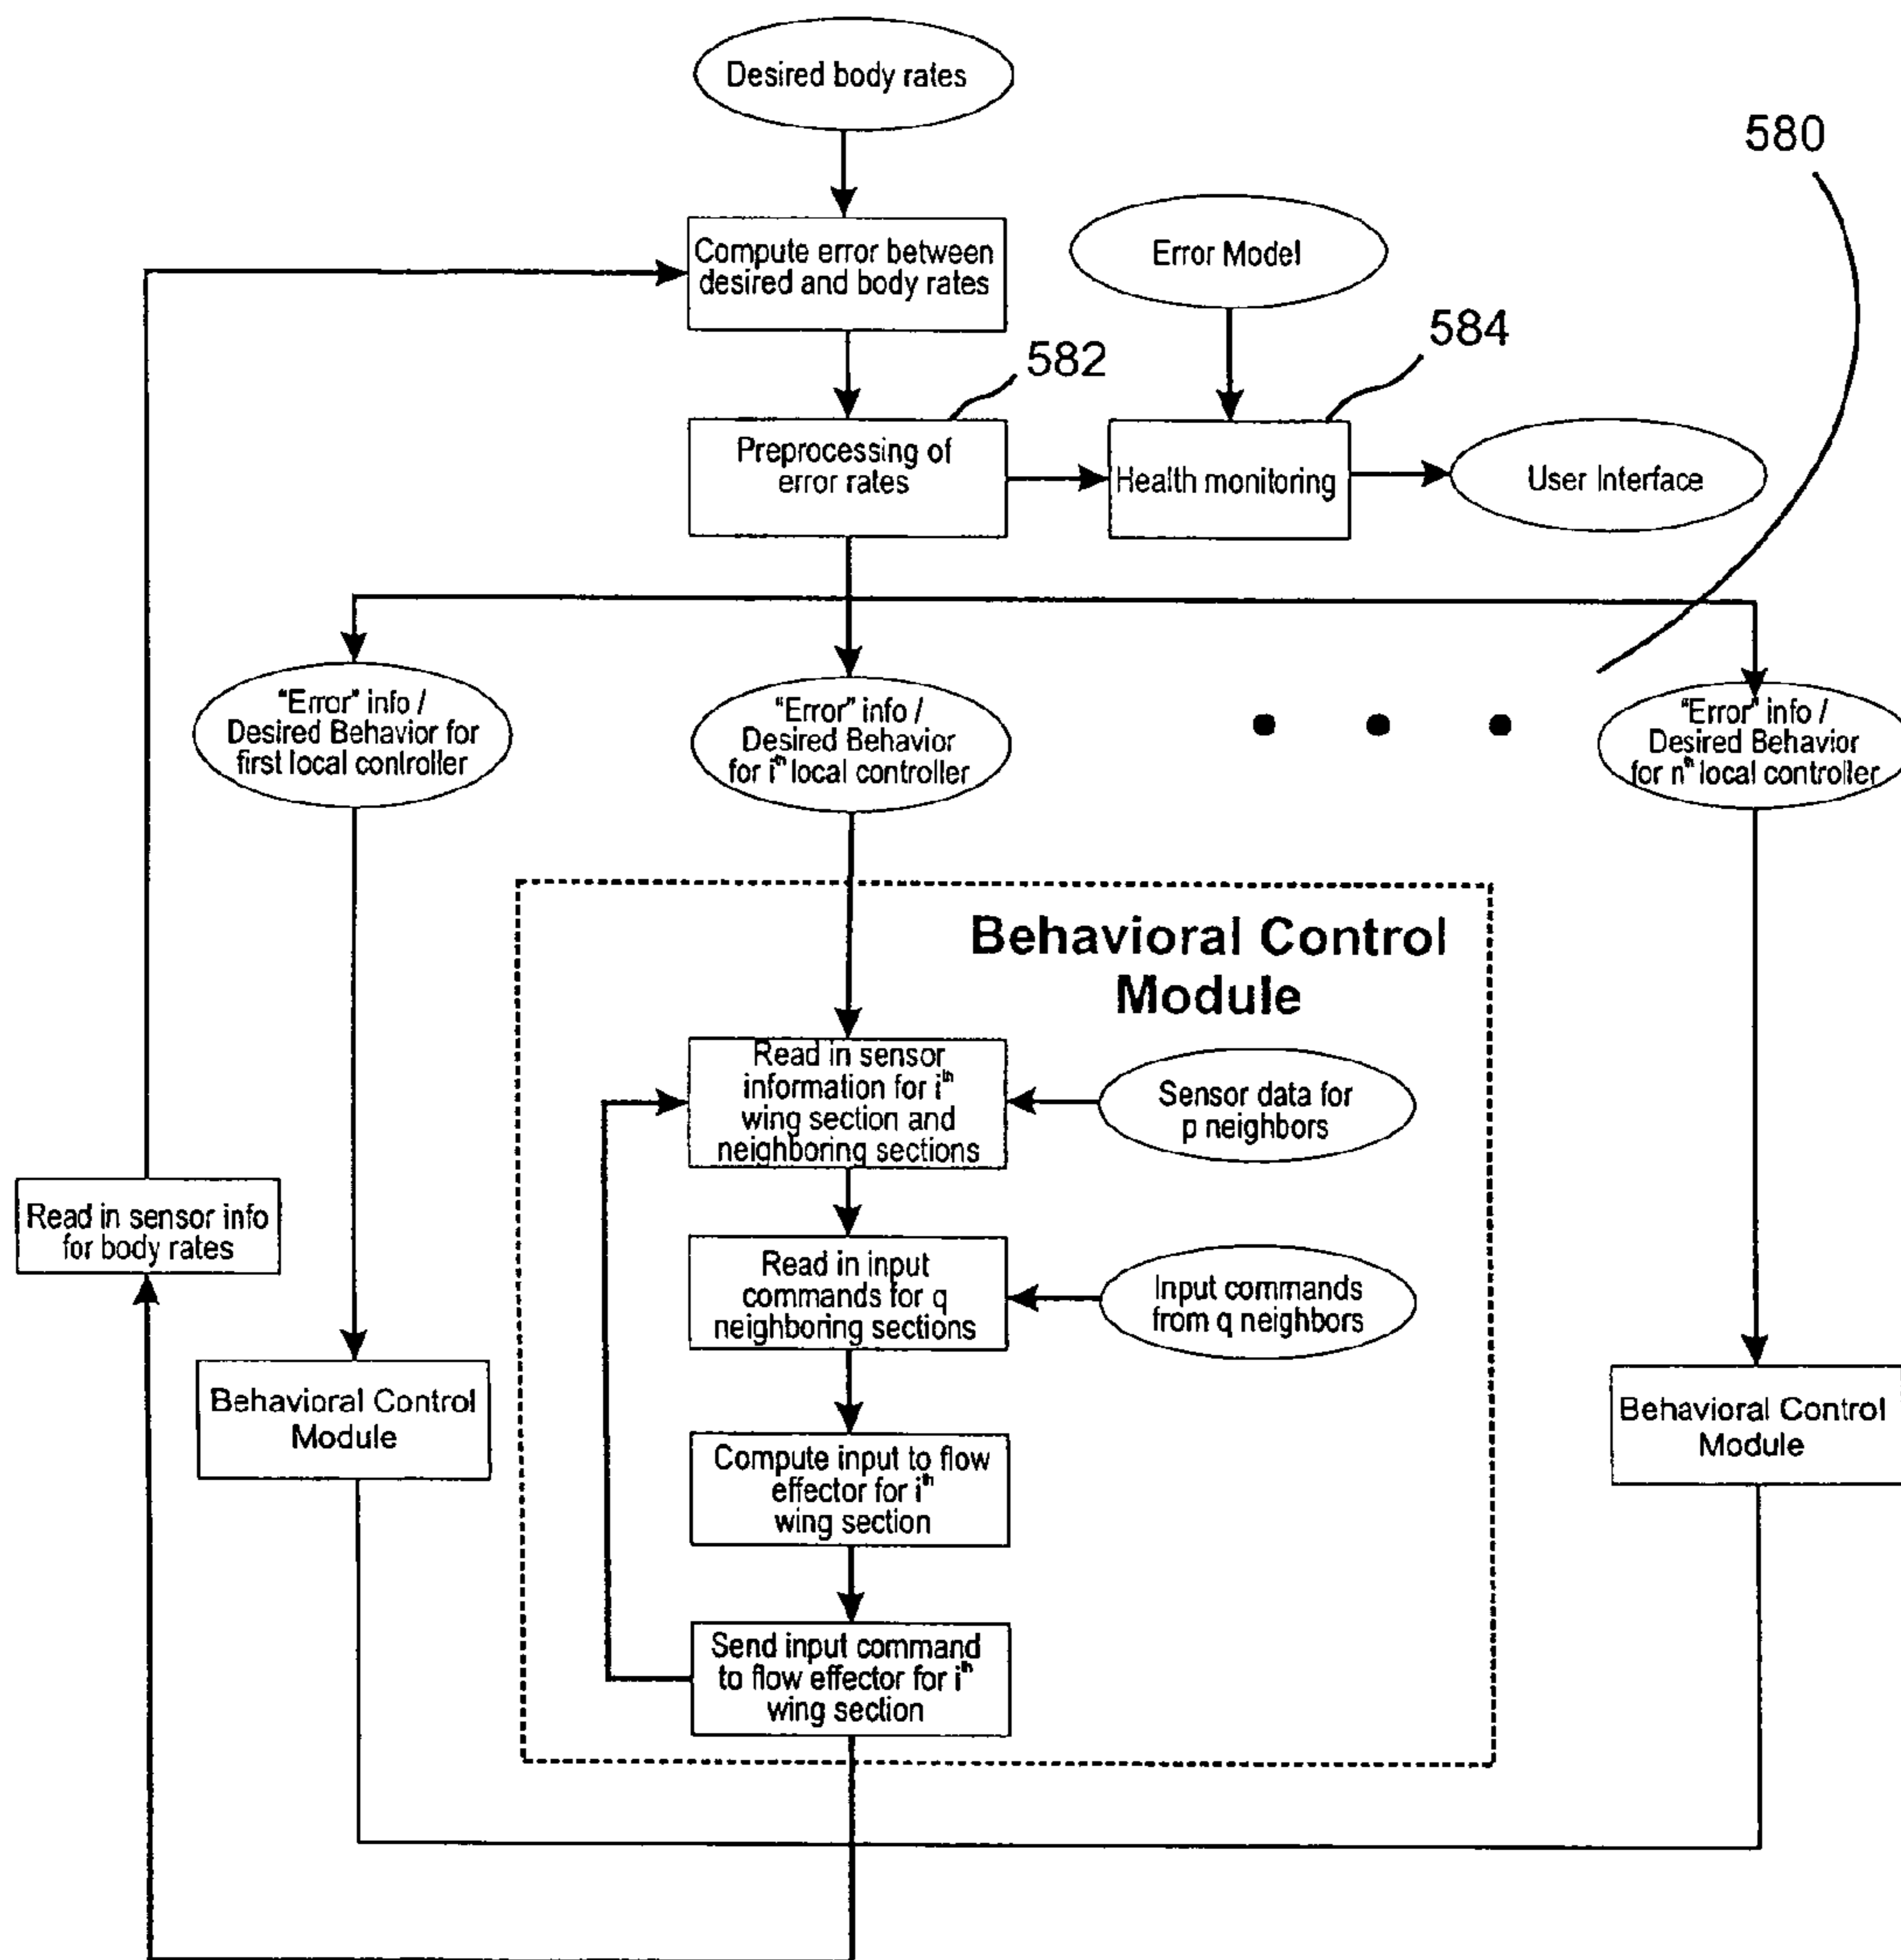 Desired body rates
580
Compute error between
desired and body rates
Error Model
584
582
Preprocessing of
error rates
Health monitoring
User Interface
"Error" info /
Desired Behavior for
first local controller
"Error" info /
Desired Behavior
for iᵗʰ local controller
"Error" info /
Desired Behavior
for nᵗʰ local controller
Behavioral Control
Module
Read in sensor
information for iᵗʰ
wing section and
neighboring sections
Sensor data for
p neighbors
Read in sensor info
for body rates
Read in input
commands for q
neighboring sections
Input commands
from q neighbors
Behavioral Control
Module
Behavioral Control
Module
Compute input to flow
effector for iᵗʰ
wing section
Send input command
to flow effector for iᵗʰ
wing section